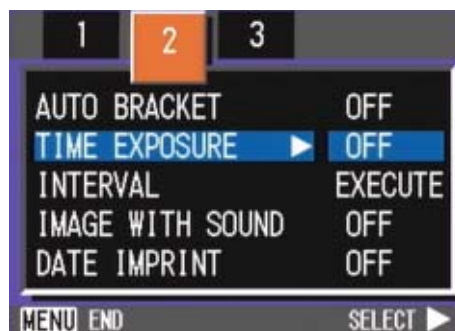 1 2 3
AUTO BRACKET OFF
TIME EXPOSURE ▶ OFF
INTERVAL EXECUTE
IMAGE WITH SOUND OFF
DATE IMPRINT OFF
MENU END SELECT ▶